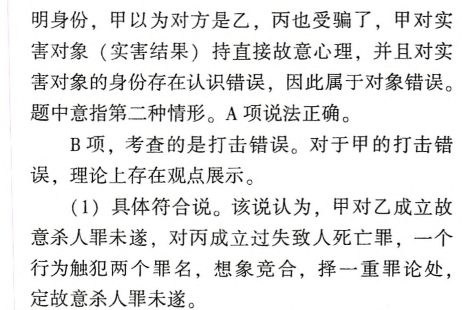 明身份，甲以为对方是乙，丙也受骗了，甲对实
害对象（实害结果）持直接故意心理，并且对实
害对象的身份存在认识错误，因此属于对象错误。
题中意指第二种情形。A 项说法正确。
B 项，考查的是打击错误。对于甲的打击错
误，理论上存在观点展示。
(1) 具体符合说。该说认为，甲对乙成立故
意杀人罪未遂，对丙成立过失致人死亡罪，一个
行为触犯两个罪名，想象竞合，择一重罪论处，
定故意杀人罪未遂。